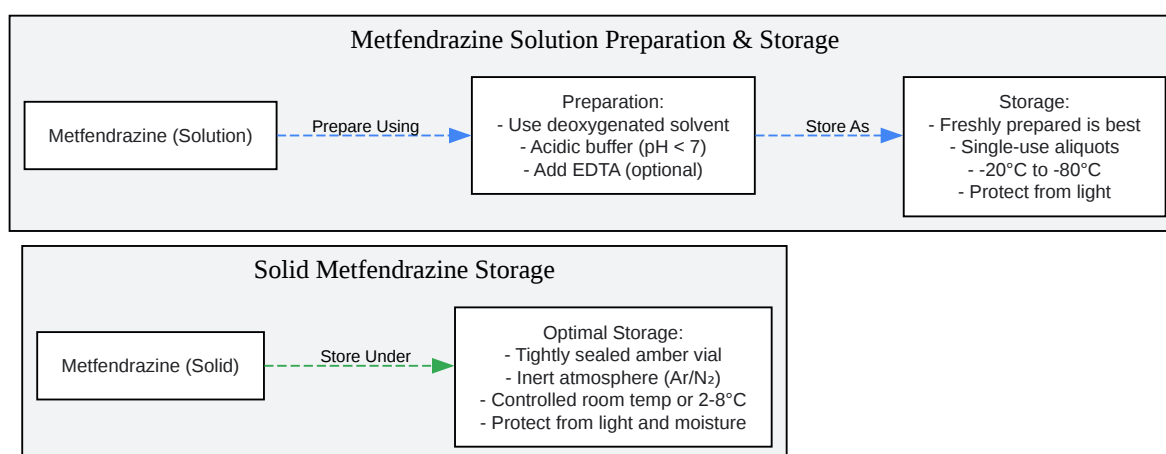 Metfendrazine Solution Preparation & Storage
Metfendrazine (Solution)
Prepare Using
Preparation:
- Use deoxygenated solvent
- Acidic buffer (pH < 7)
- Add EDTA (optional)
Store As
Storage:
- Freshly prepared is best
- Single-use aliquots
- -20°C to -80°C
- Protect from light
Solid Metfendrazine Storage
Metfendrazine (Solid)
Store Under
Optimal Storage:
- Tightly sealed amber vial
- Inert atmosphere (Ar/N₂)
- Controlled room temp or 2-8°C
- Protect from light and moisture